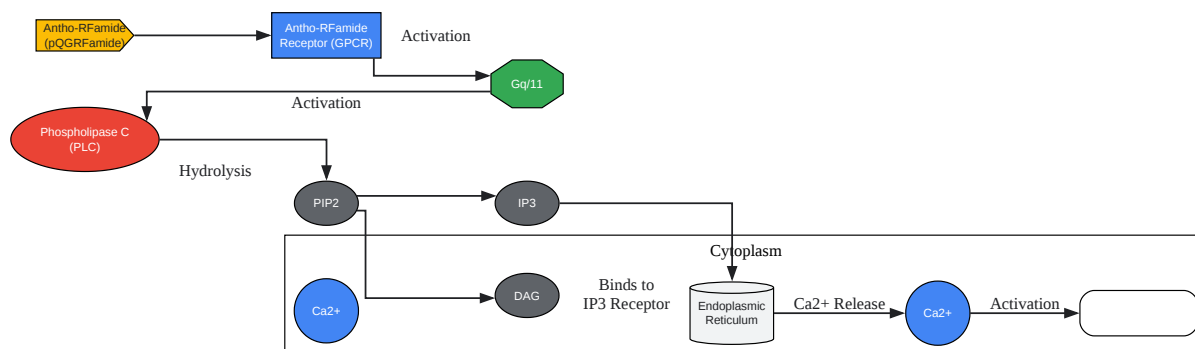 Antho-RFamide
(pQGRFamide)
Antho-RFamide
Receptor (GPCR)
Activation
Gq/11
Activation
Phospholipase C
(PLC)
Hydrolysis
PIP2
IP3
Cytoplasm
Ca2+
DAG
Binds to
IP3 Receptor
Endoplasmic
Reticulum
Ca2+ Release
Ca2+
Activation